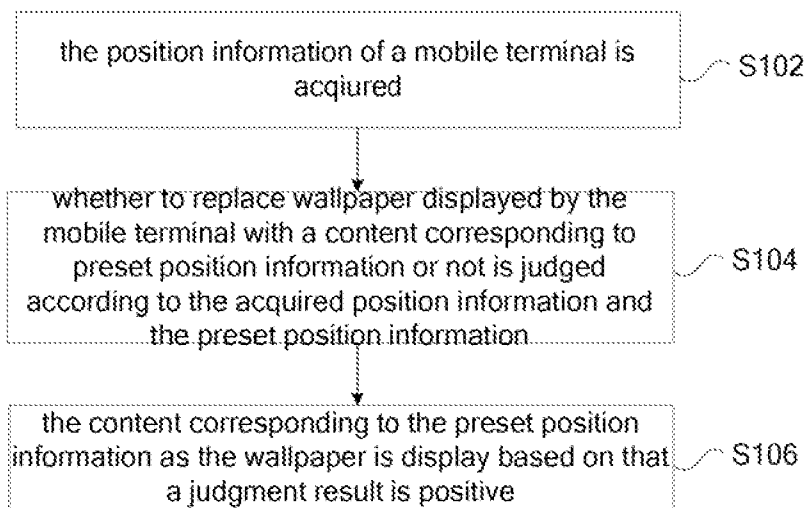 the position information of a mobile terminal is
acqiured
S102
whether to replace wallpaper displayed by the
mobile terminal with a content corresponding to
preset position information or not is judged
according to the acquired position information and
the preset position information
S104
the content corresponding to the preset position
information as the wallpaper is display based on that
a judgment result is positive
S106